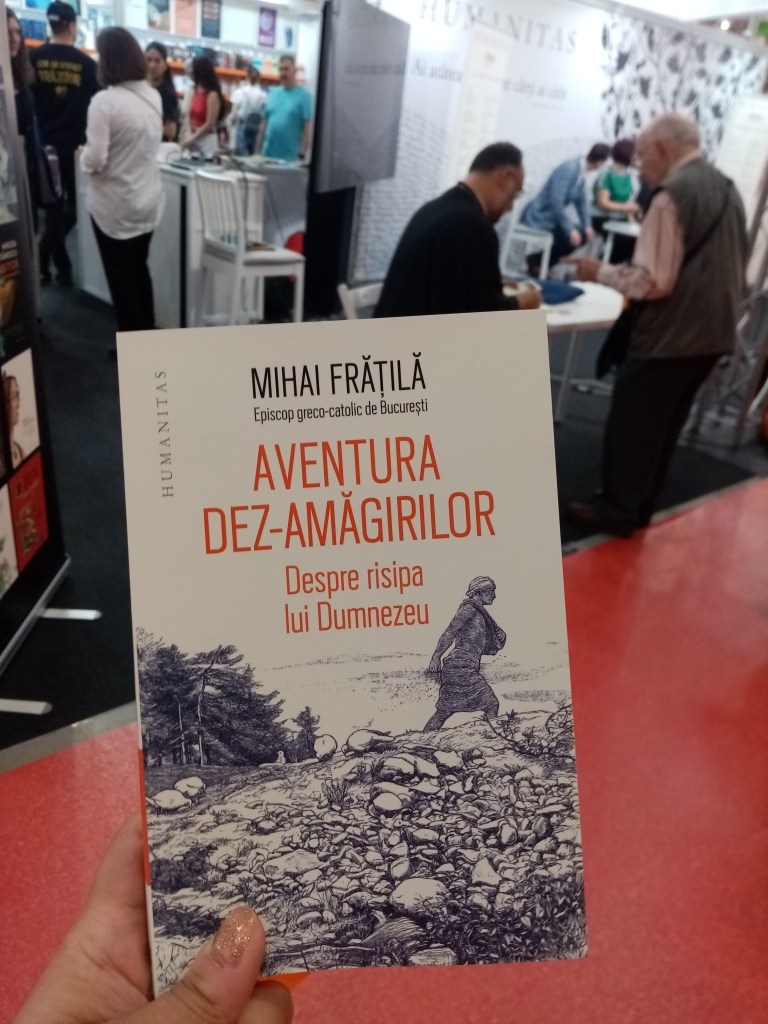 HUMANITAS
HUMANITAS
MIHAI FRĂȚILĂ
Episcop greco-catolic de București
AVENTURA
DEZ-AMĂGIRILOR
Despre risipa
lui Dumnezeu